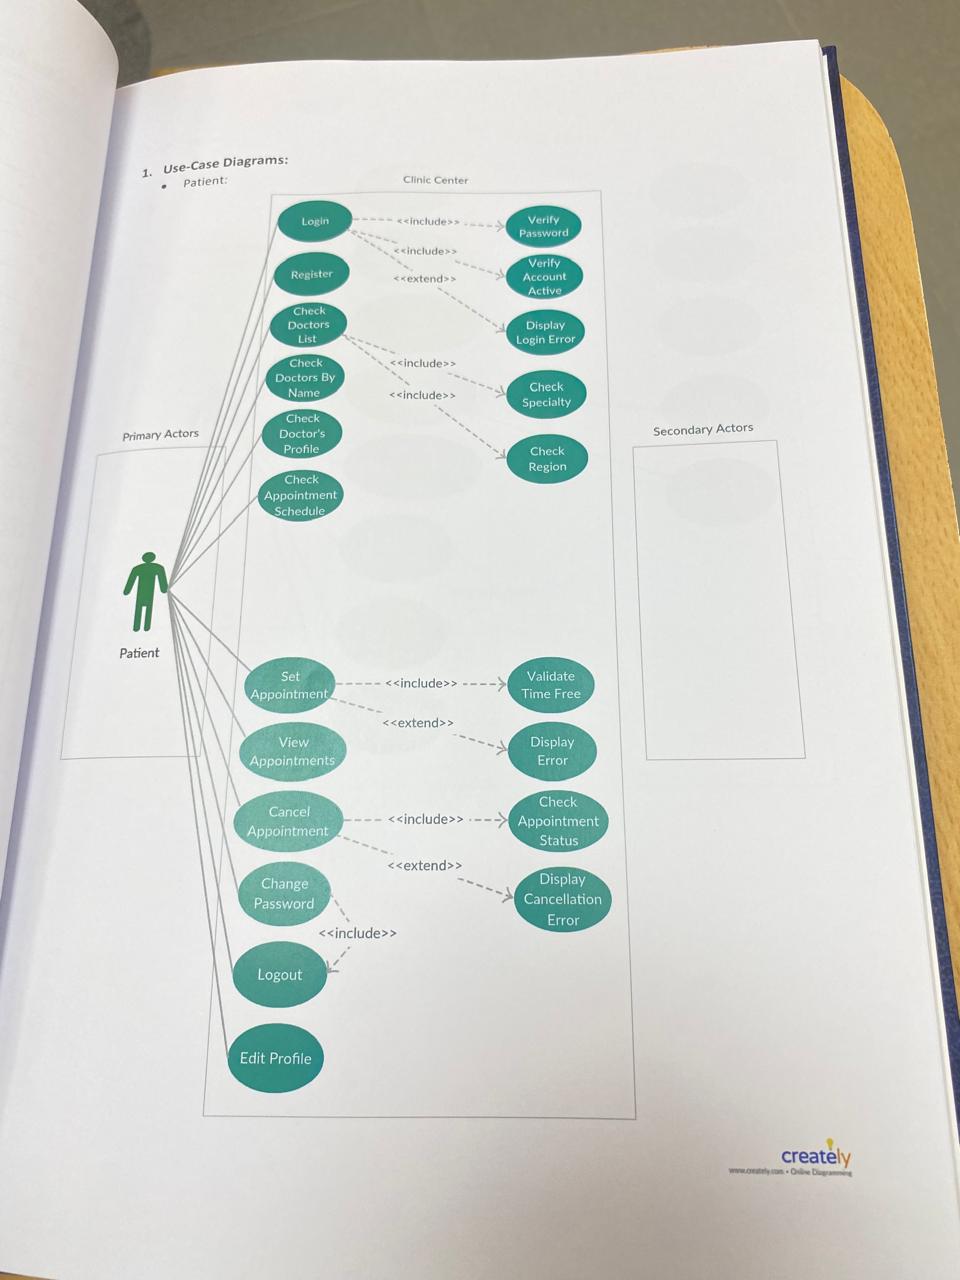 1. Use-Case Diagrams:
• Patient:
Clinic Center
Login
<<include>>
Verify
Password
<<include>>
Verify
Account
Active
Register
<<extend>>
Display
Login Error
Check
Doctors
List
<<include>>
Check
Specialty
<<include>>
Check
Region
Check
Doctors By
Name
Check
Doctor's
Profile
Check
Appointment
Schedule
Primary Actors
Secondary Actors
Patient
Set
Appointment
<<include>>
Validate
Time Free
<<extend>>
Display
Error
View
Appointments
Cancel
Appointment
<<include>>
Check
Appointment
Status
<<extend>>
Display
Cancellation
Error
Change
Password
<<include>>
Logout
Edit Profile
creately
www.creately.com • Online Diagramming